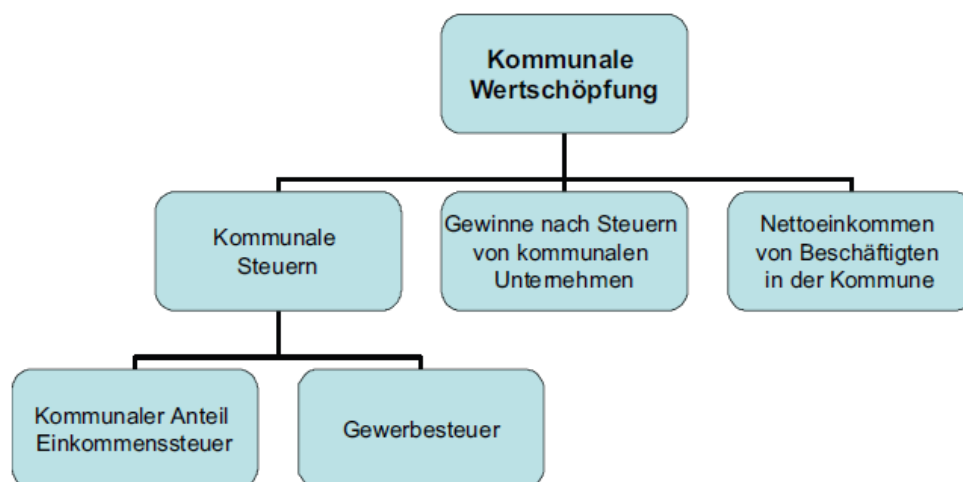 Kommunale
Wertschöpfung
Kommunale
Steuern
Gewinne nach Steuern
von kommunalen
Unternehmen
Nettoeinkommen
von Beschäftigten
in der Kommune
Kommunaler Anteil
Einkommenssteuer
Gewerbesteuer